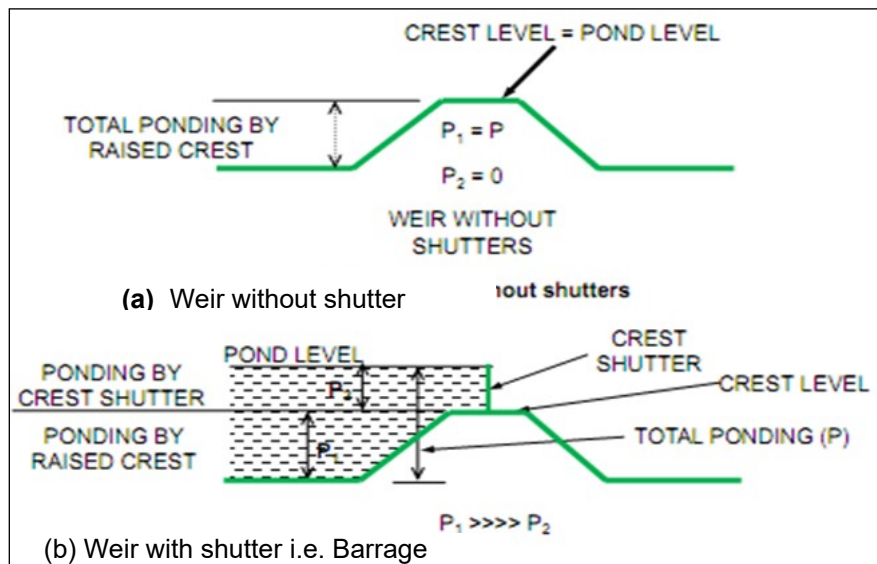 CREST LEVEL = POND LEVEL
TOTAL PONDING BY
RAISED CREST
P₁ = P
P₂ = 0
WEIR WITHOUT
SHUTTERS
(a) Weir without shutter
out shutters
POND LEVEL
CREST
SHUTTER
PONDING BY
CREST SHUTTER
P₂
CREST LEVEL
PONDING BY
RAISED CREST
P₁
TOTAL PONDING (P)
P₁ >>>> P₂
(b) Weir with shutter i.e. Barrage